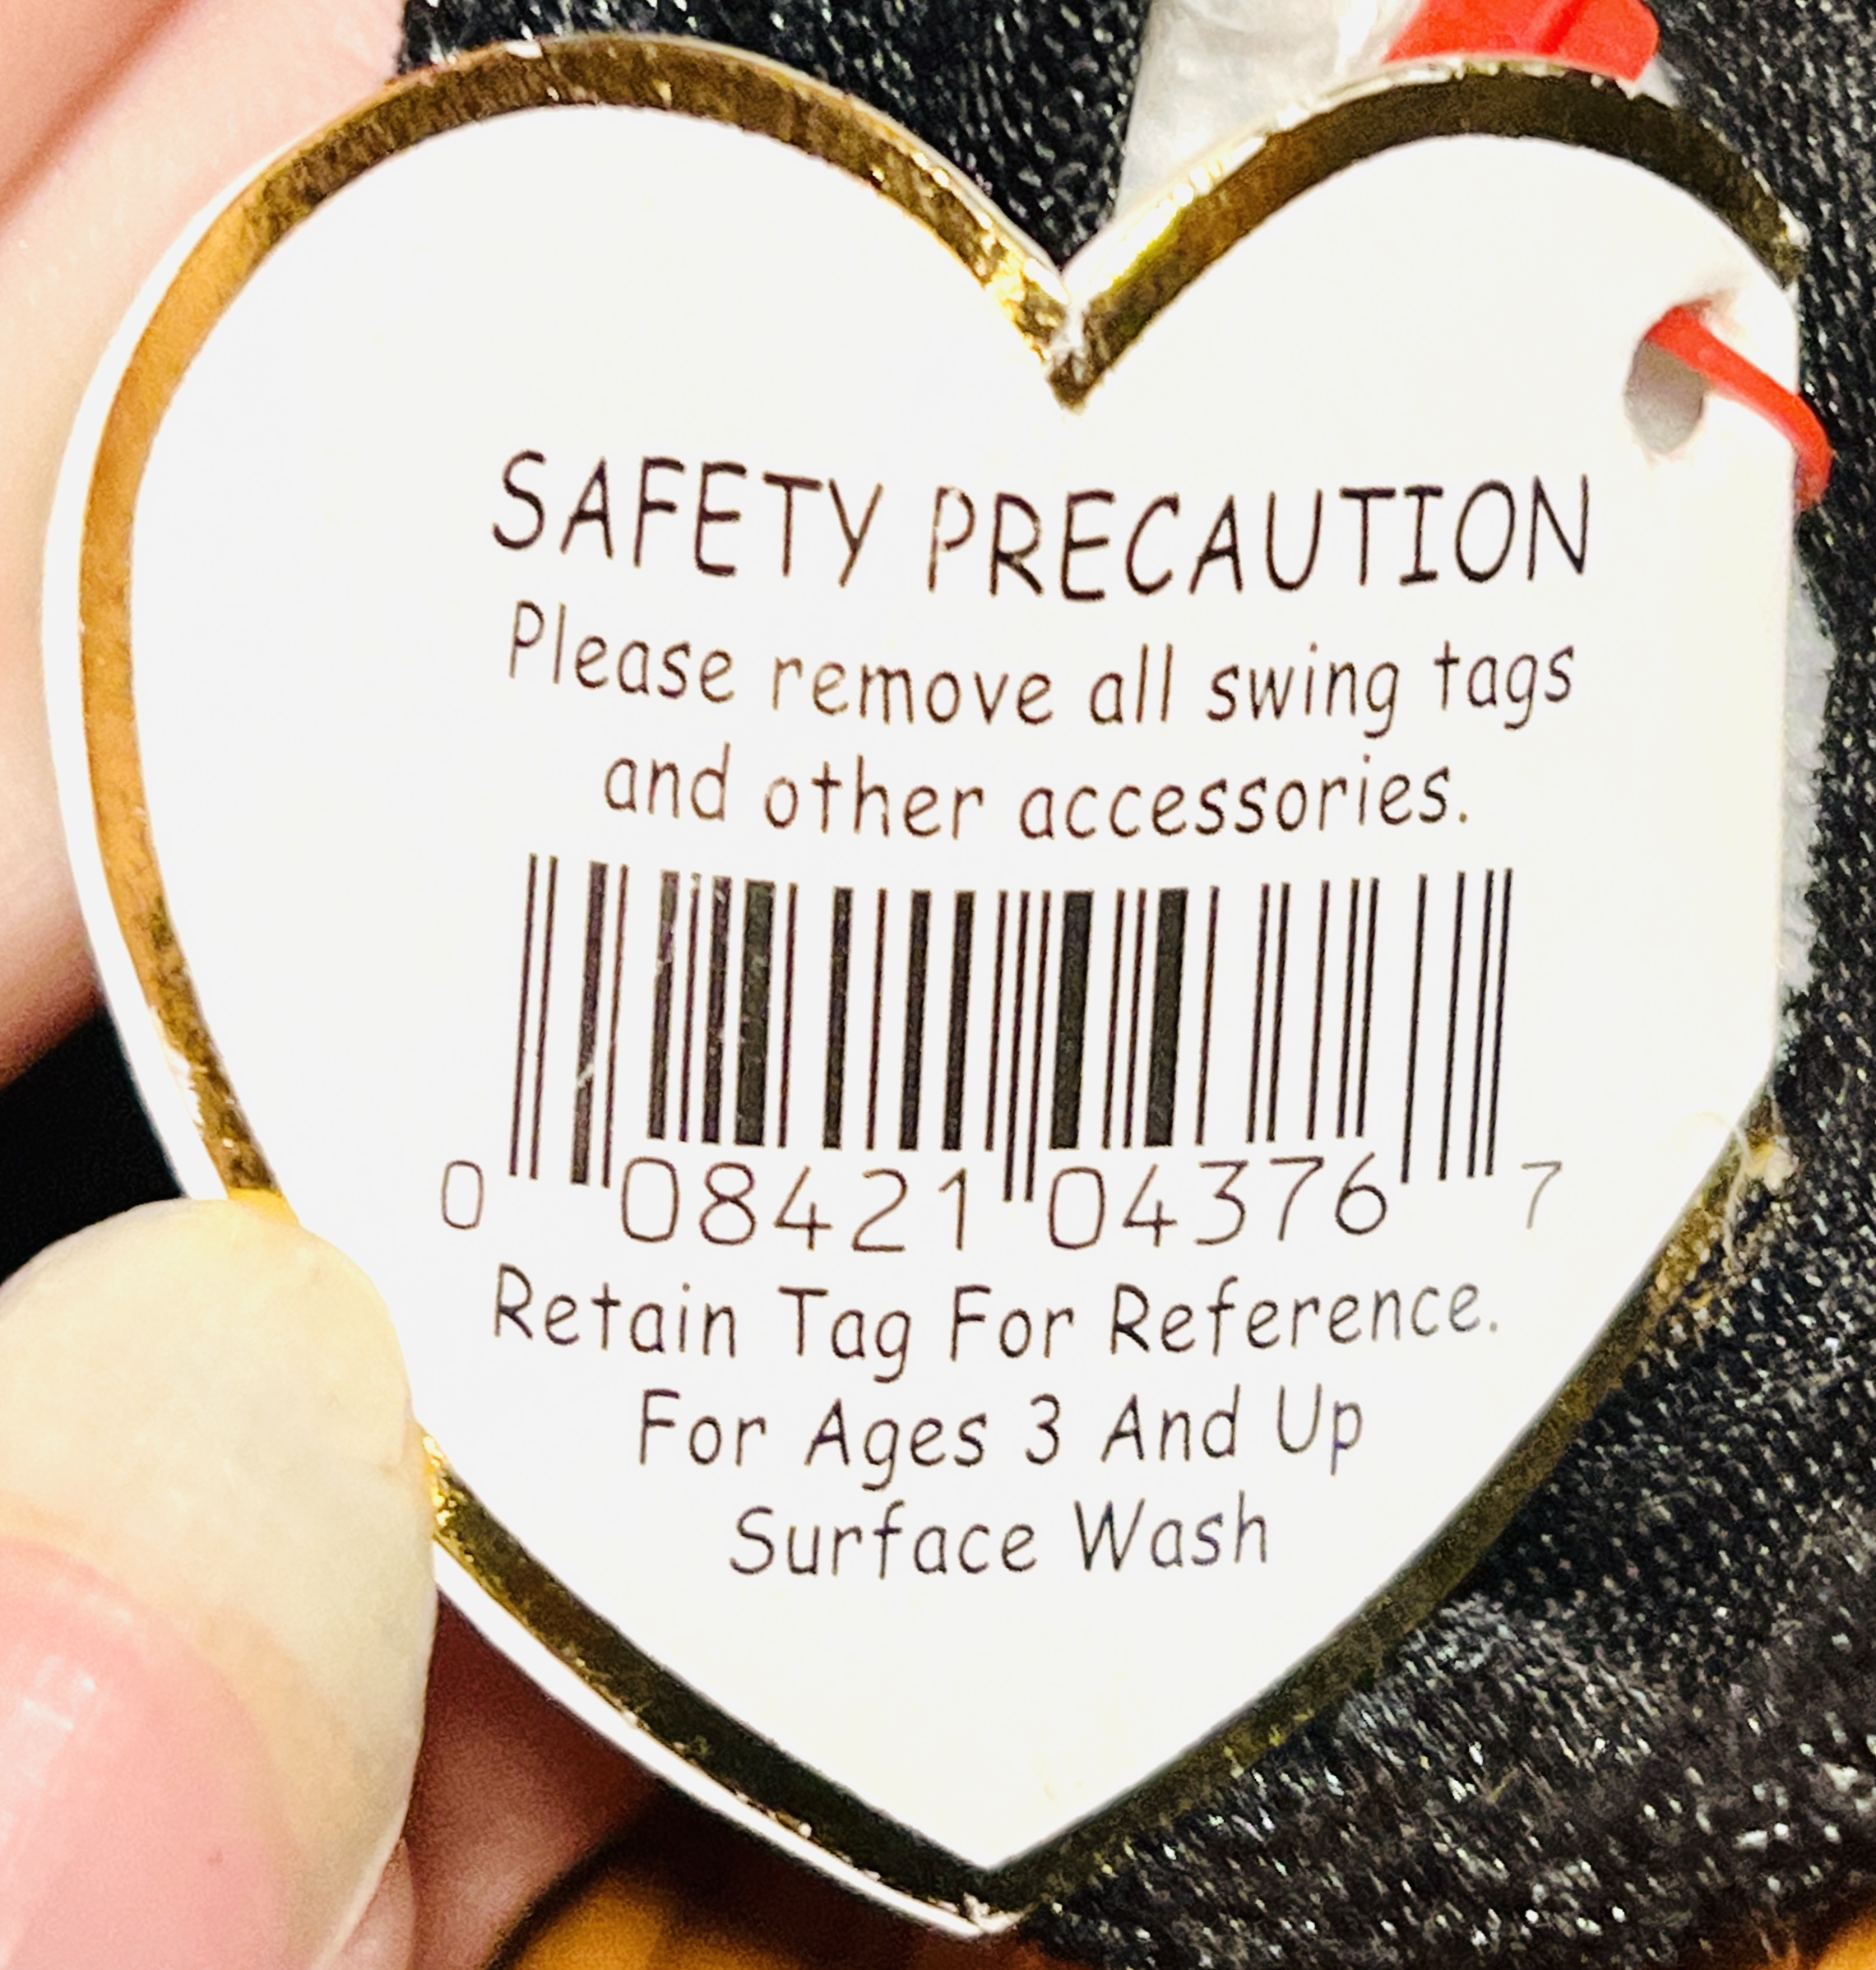 SAFETY PRECAUTION
Please remove all swing tags
and other accessories.
0 08421 04376 7
Retain Tag For Reference.
For Ages 3 And Up
Surface Wash